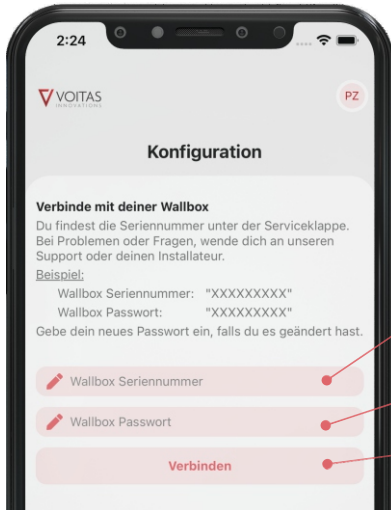 2:24
VOITAS
INNOVATIONS
PZ
Konfiguration
Verbinde mit deiner Wallbox
Du findest die Seriennummer unter der Serviceklappe.
Bei Problemen oder Fragen, wende dich an unseren
Support oder deinen Installateur.
Beispiel:
Wallbox Seriennummer: "XXXXXXXXX"
Wallbox Passwort: "XXXXXXXXX"
Gebe dein neues Passwort ein, falls du es geändert hast.
Wallbox Seriennummer
Wallbox Passwort
Verbinden